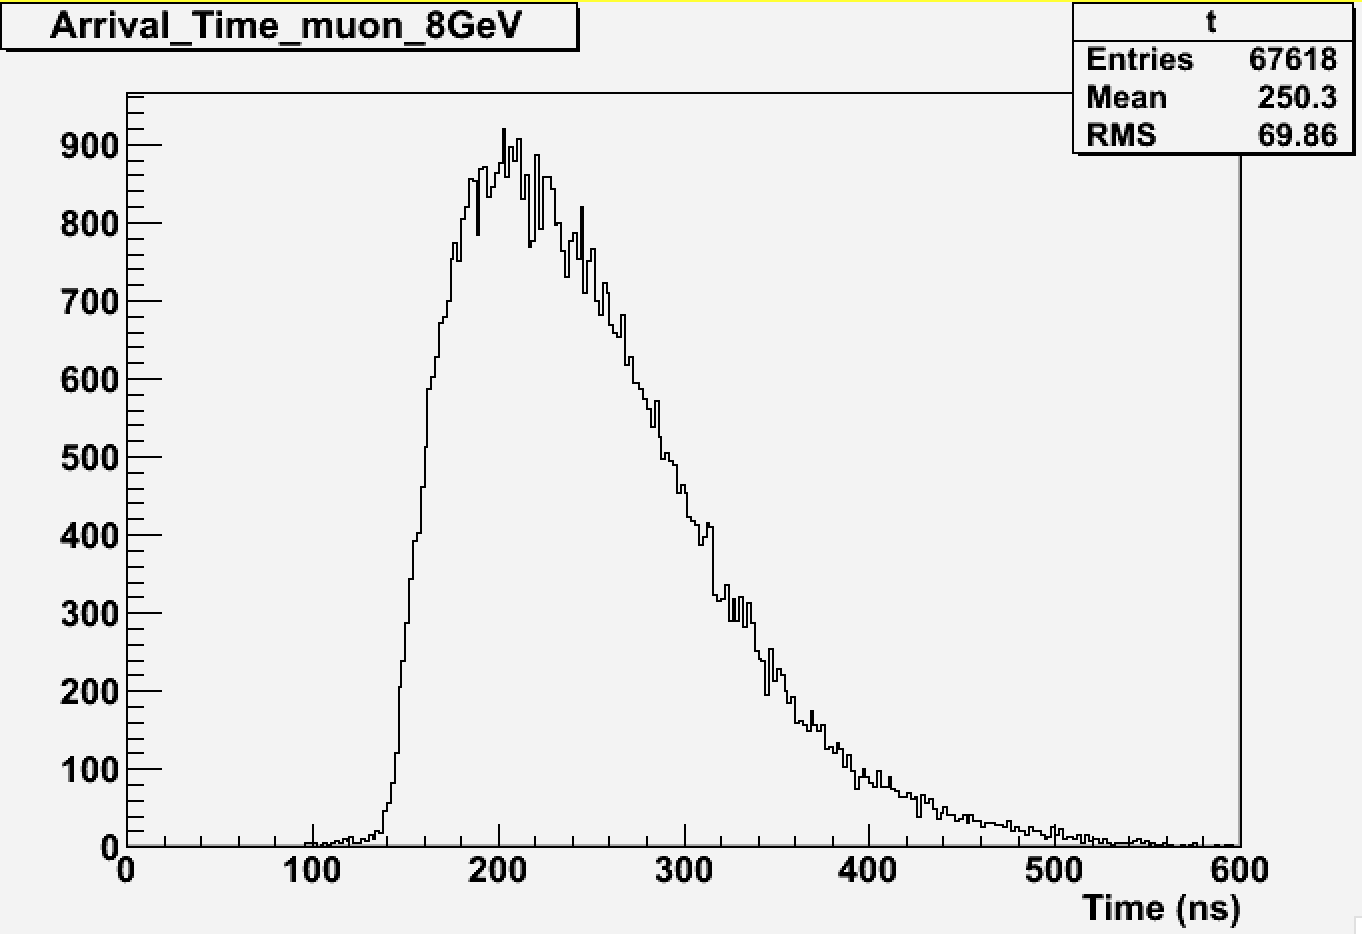 Arrival_Time_muon_8GeV
t
Entries 67618
Mean 250.3
RMS 69.86
900
800
700
600
500
400
300
200
100
0
0 100 200 300 400 500 600
Time (ns)